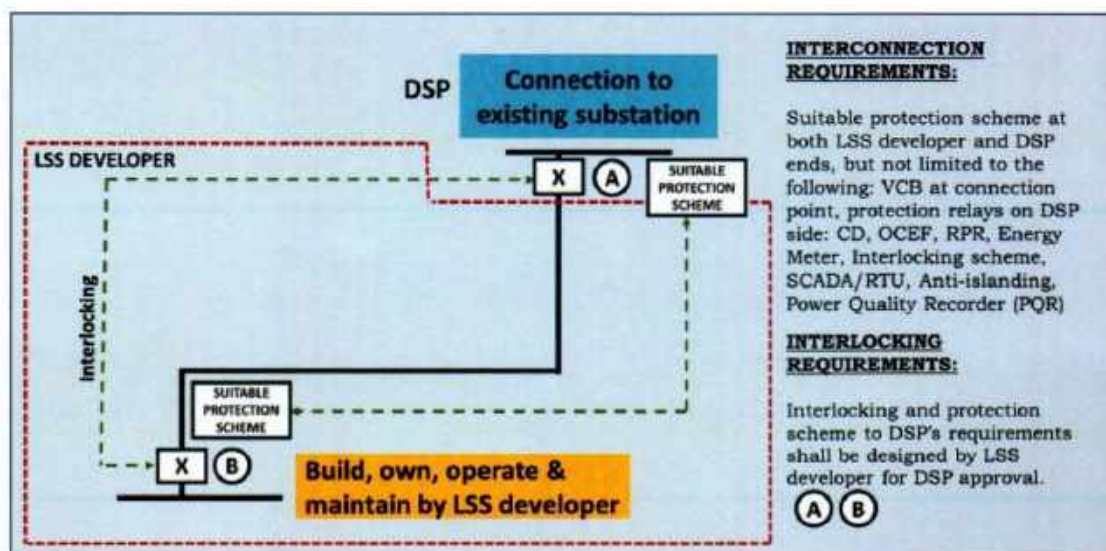 DSP
Connection to
existing substation
LSS DEVELOPER
X
A
SUITABLE
PROTECTION
SCHEME
Interlocking
SUITABLE
PROTECTION
SCHEME
X
B
Build, own, operate &
maintain by LSS developer
INTERCONNECTION
REQUIREMENTS:
Suitable protection scheme at
both LSS developer and DSP
ends, but not limited to the
following: VCB at connection
point, protection relays on DSP
side: CD, OCEF, RPR, Energy
Meter, Interlocking scheme,
SCADA/RTU, Anti-islanding,
Power Quality Recorder (PQR)
INTERLOCKING
REQUIREMENTS:
Interlocking and protection
scheme to DSP's requirements
shall be designed by LSS
developer for DSP approval.
A B